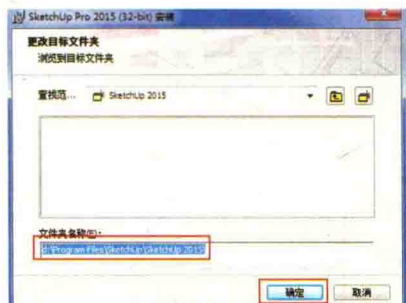 SketchUp Pro 2015 (32-bit) 安装
更改目标文件夹
浏览到目标文件夹
查找范... SketchUp 2015
文件夹名称(F):
d:\Program Files\SketchUp\SketchUp 2015\
确定 取消